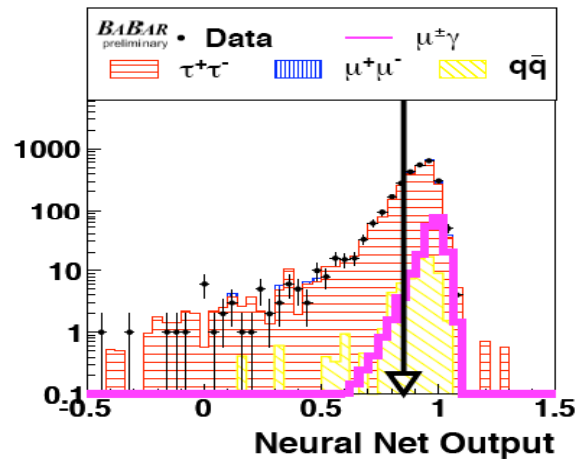 BABAR
preliminary
• Data
μ±γ
τ+τ-
μ+μ-
qq̄
1000
100
10
1
0.1
-0.5 0 0.5 1 1.5
Neural Net Output